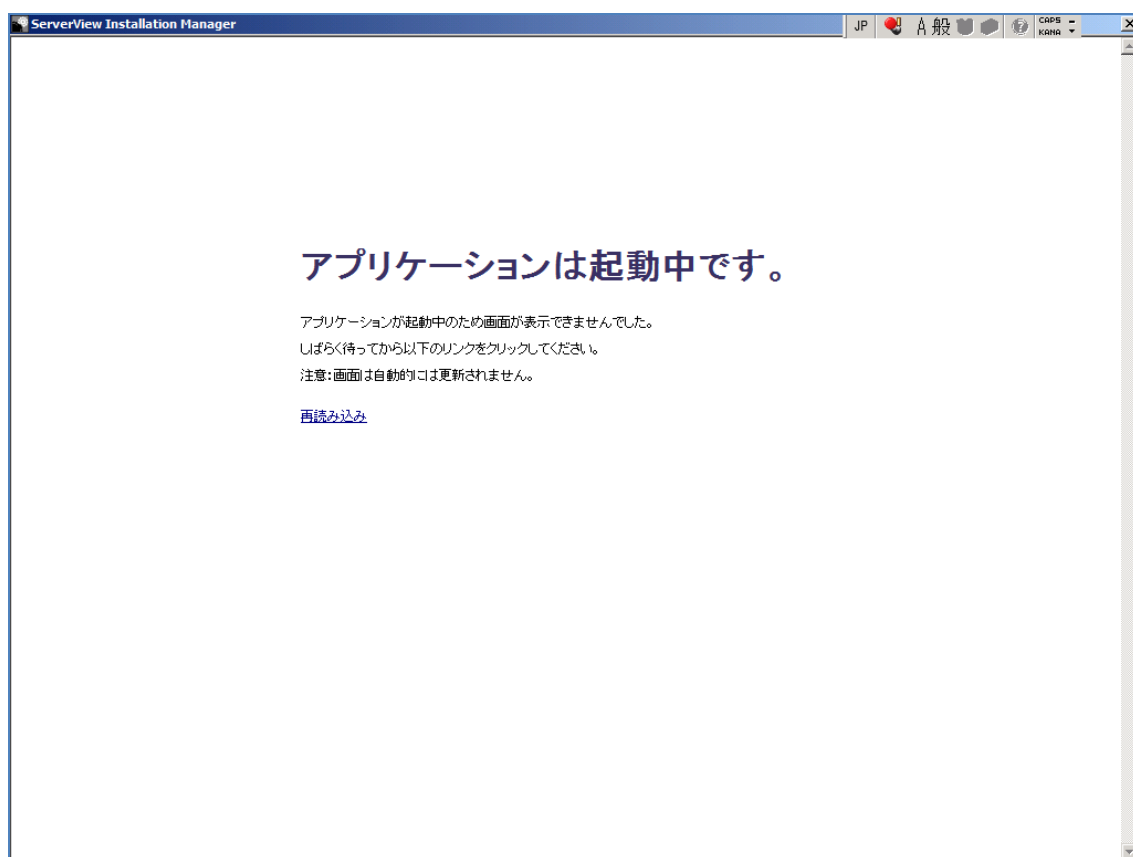 ServerView Installation Manager
JP A 般 CAPS KANA
アプリケーションは起動中です。
アプリケーションが起動中のため画面が表示できませんでした。
しばらく待ってから以下のリンクをクリックしてください。
注意：画面は自動的には更新されません。
再読み込み